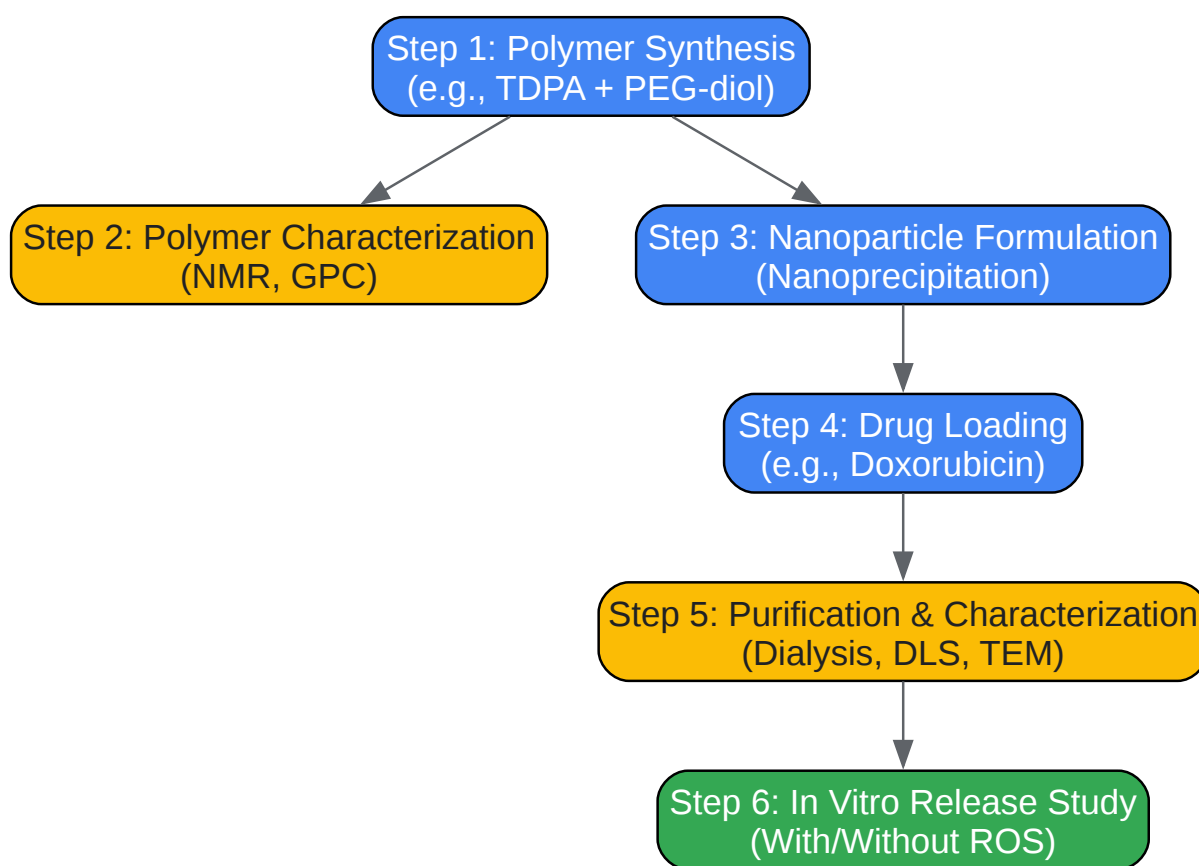 Step 1: Polymer Synthesis
(e.g., TDPA + PEG-diol)
Step 2: Polymer Characterization
(NMR, GPC)
Step 3: Nanoparticle Formulation
(Nanoprecipitation)
Step 4: Drug Loading
(e.g., Doxorubicin)
Step 5: Purification & Characterization
(Dialysis, DLS, TEM)
Step 6: In Vitro Release Study
(With/Without ROS)